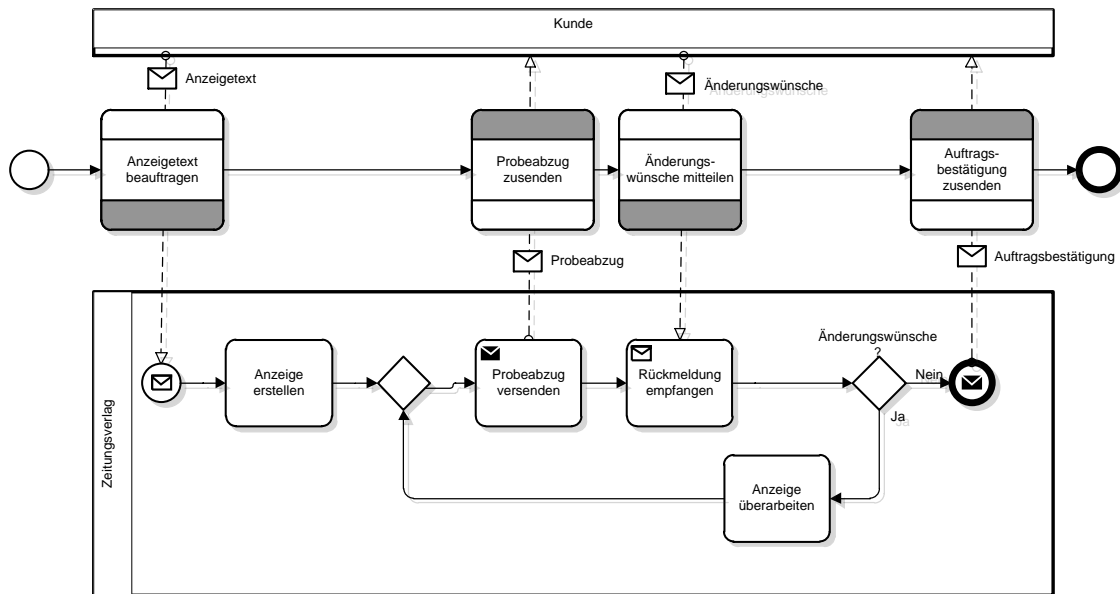 Kunde
Anzeigetext
Änderungswünsche
Anzeigetext
beauftragen
Probeabzug
zusenden
Änderungs-
wünsche mitteilen
Auftrags-
bestätigung
zusenden
Probeabzug
Auftragsbestätigung
Zeitungsverlag
Anzeige
erstellen
Probeabzug
versenden
Rückmeldung
empfangen
Änderungswünsche
?
Nein
Ja
Anzeige
überarbeiten